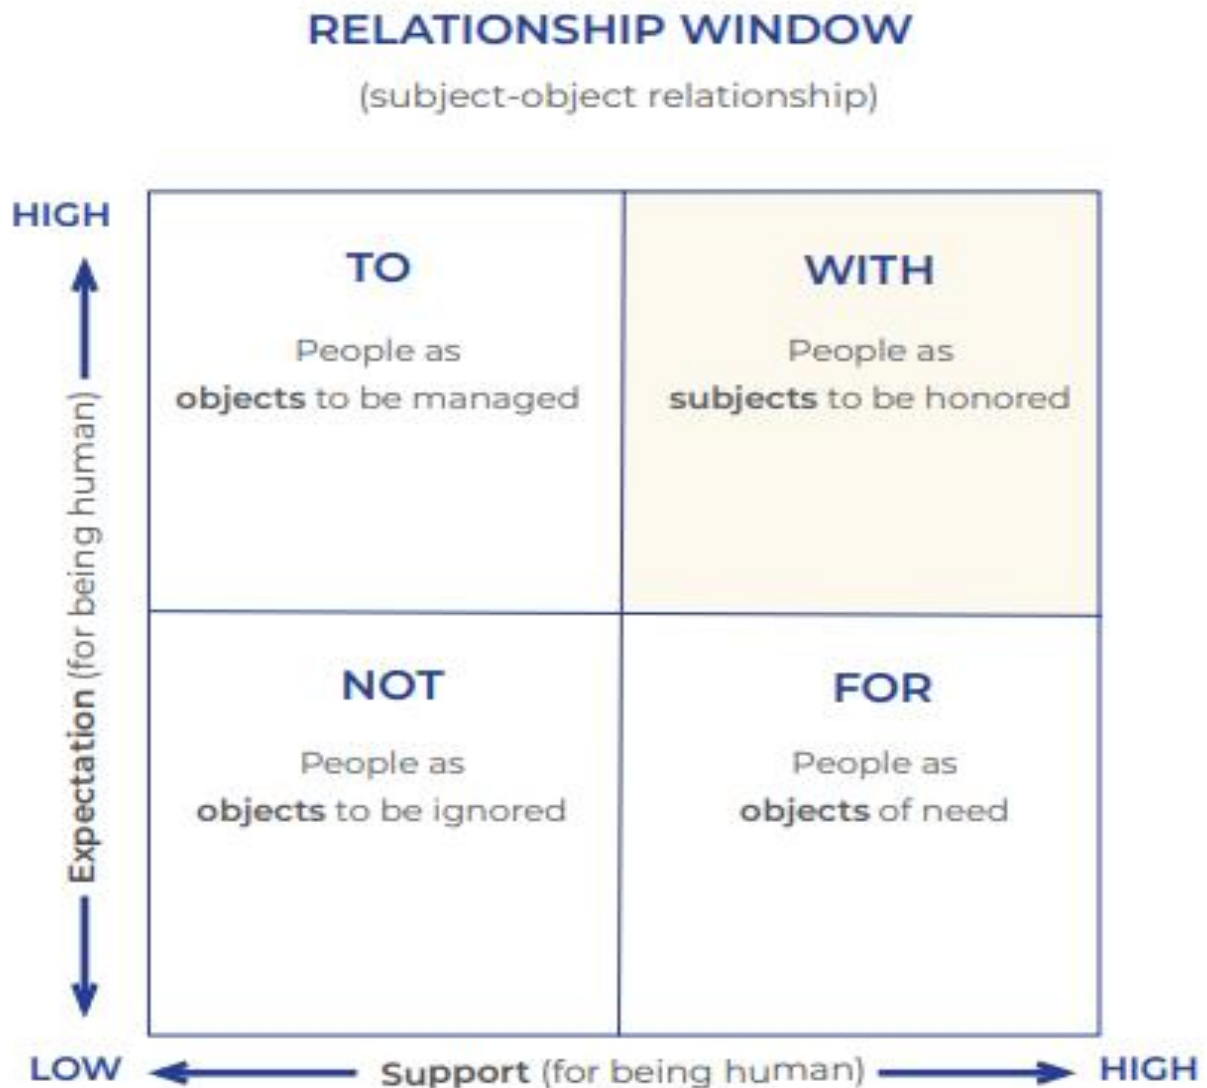 RELATIONSHIP WINDOW
(subject-object relationship)
HIGH
TO
People as
objects to be managed
WITH
People as
subjects to be honored
Expectation (for being human)
NOT
People as
objects to be ignored
FOR
People as
objects of need
LOW
Support (for being human)
HIGH